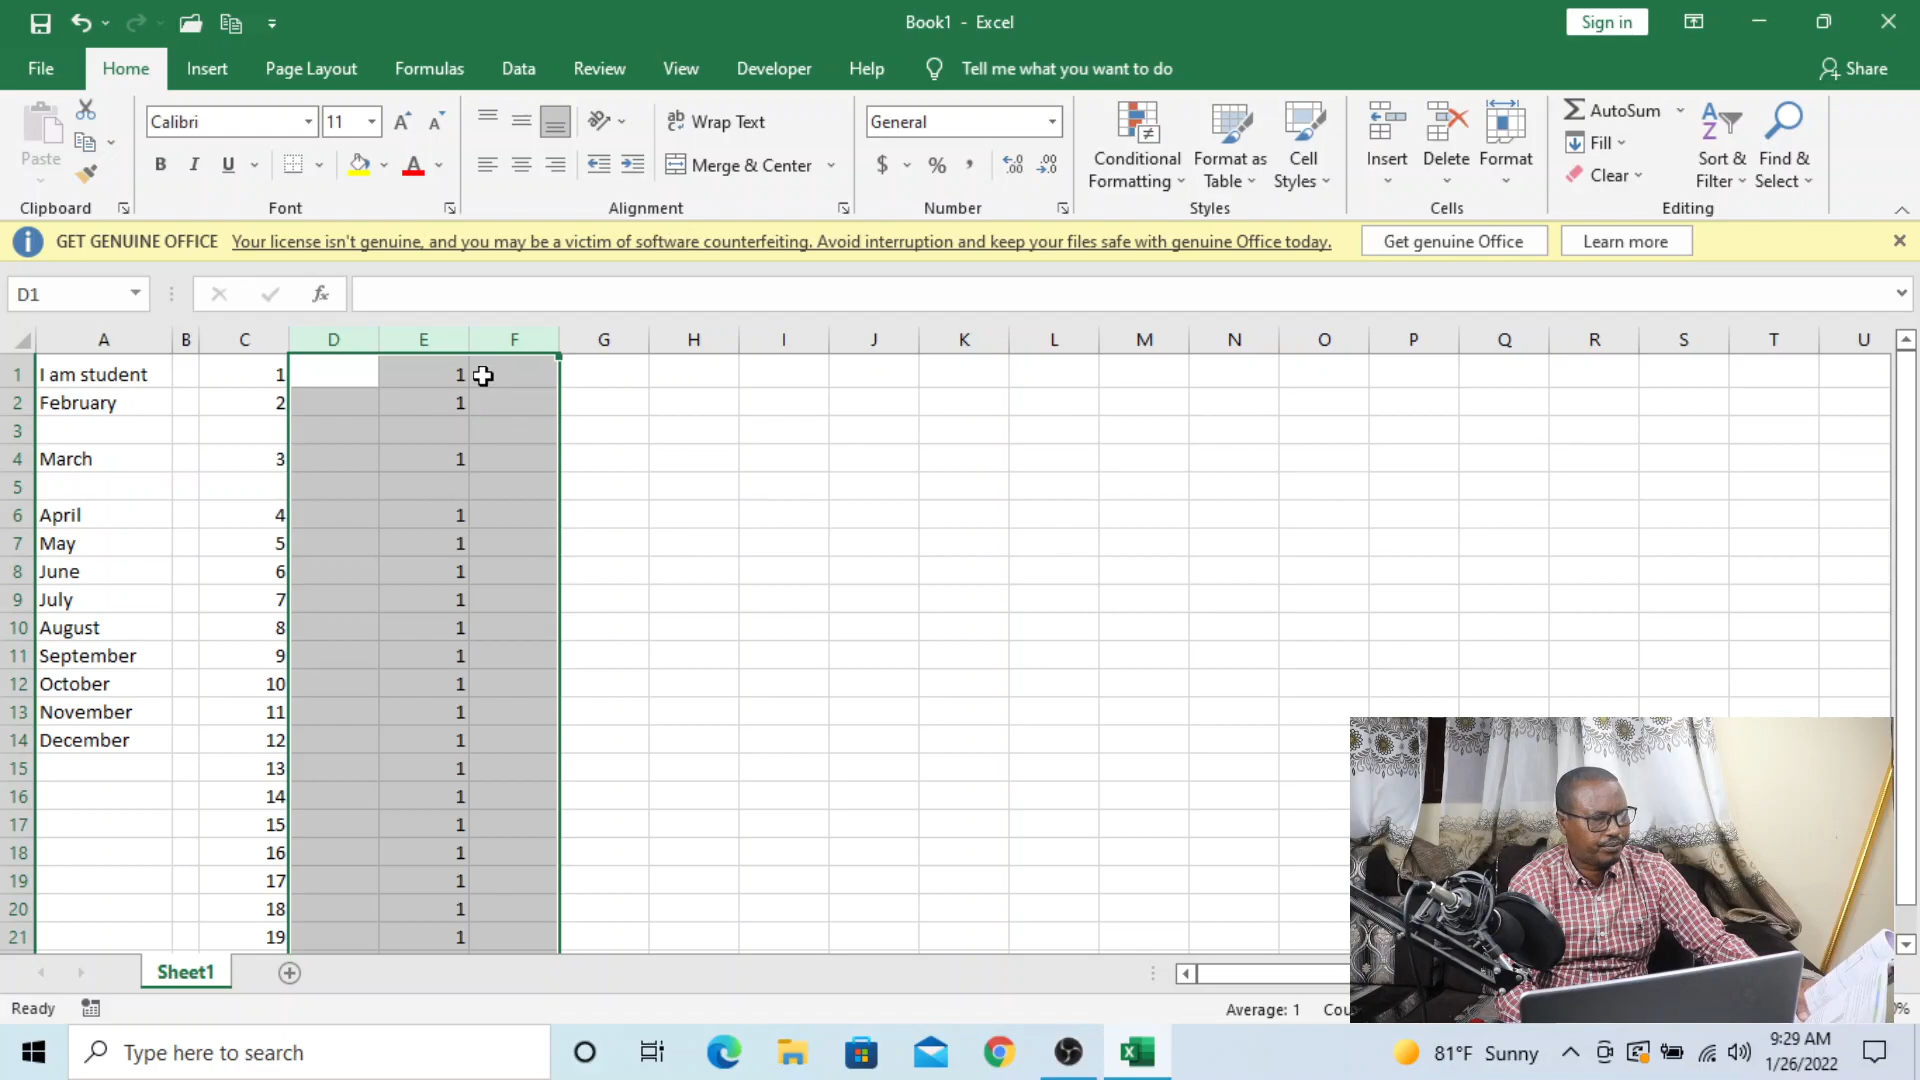 Book1 - Excel
Sign in
File Home Insert Page Layout Formulas Data Review View Developer Help Tell me what you want to do Share
Paste
Calibri 11
B I U A
ab Wrap Text
Merge & Center
General
$ % ,
Conditional Formatting
Format as Table
Cell Styles
Insert Delete Format
AutoSum
Fill
Clear
Sort & Filter
Find & Select
Clipboard Font Alignment Number Styles Cells Editing
GET GENUINE OFFICE Your license isn't genuine, and you may be a victim of software counterfeiting. Avoid interruption and keep your files safe with genuine Office today. Get genuine Office Learn more
D1 fx
A B C D E F G H I J K L M N O P Q R S T U
1 I am student 1 1
2 February 2 1
3
4 March 3 1
5
6 April 4 1
7 May 5 1
8 June 6 1
9 July 7 1
10 August 8 1
11 September 9 1
12 October 10 1
13 November 11 1
14 December 12 1
15 13 1
16 14 1
17 15 1
18 16 1
19 17 1
20 18 1
21 19 1
Sheet1
Ready Average: 1
Type here to search
81°F Sunny
9:29 AM
1/26/2022